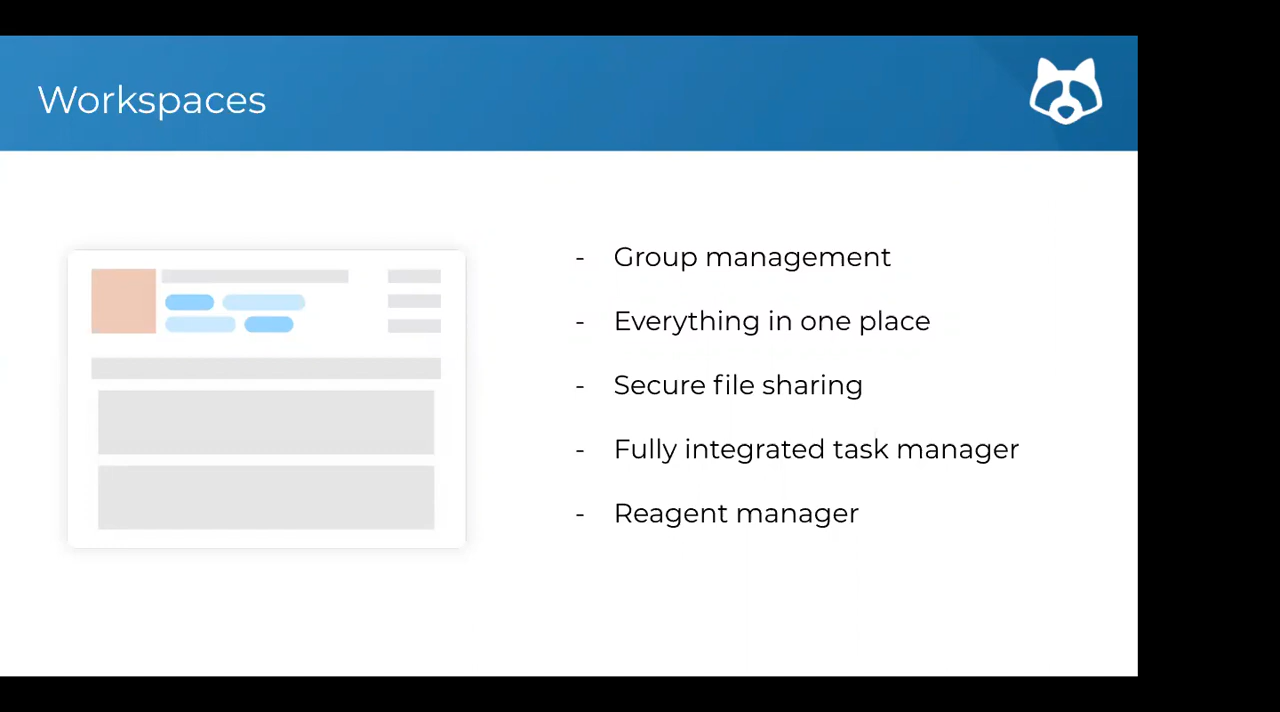 Workspaces
- Group management
- Everything in one place
- Secure file sharing
- Fully integrated task manager
- Reagent manager